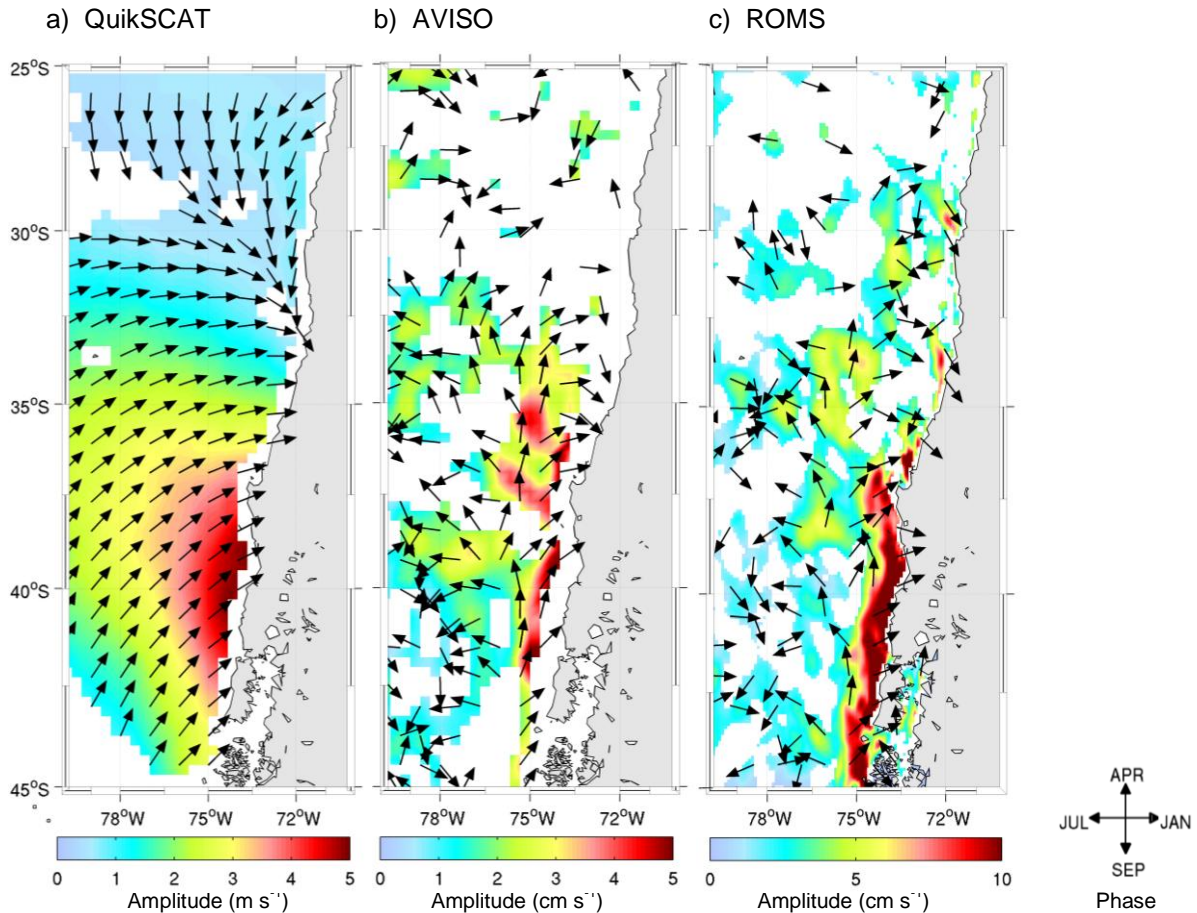 a) QuikSCAT b) AVISO c) ROMS
25°S
30°S
35°S
40°S
45°S
78°W 75°W 72°W 78°W 75°W 72°W 78°W 75°W 72°W
0 1 2 3 4 5 0 1 2 3 4 5 0 5 10
Amplitude (m s⁻¹) Amplitude (cm s⁻¹) Amplitude (cm s⁻¹)
APR
JUL JAN
SEP
Phase